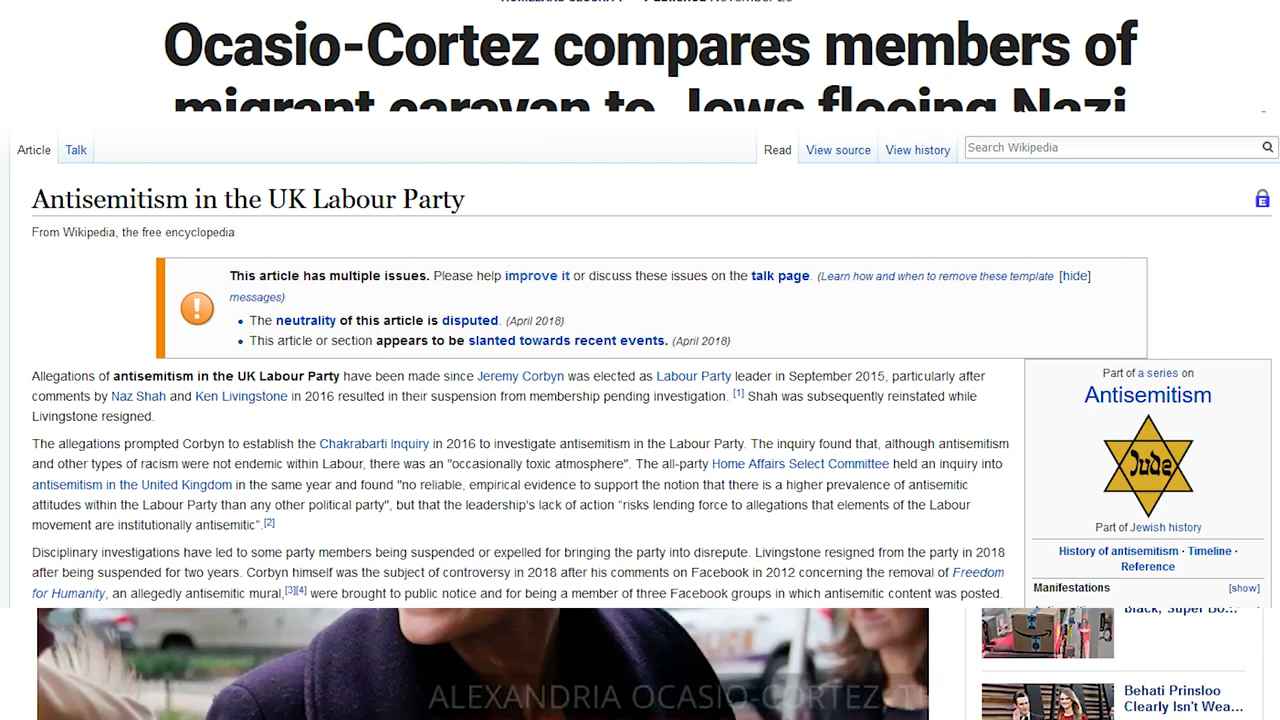 Ocasio-Cortez compares members of
migrant caravan to Jews fleeing Nazi
Article Talk Read View source View history Search Wikipedia
Antisemitism in the UK Labour Party
From Wikipedia, the free encyclopedia
This article has multiple issues. Please help improve it or discuss these issues on the talk page. (Learn how and when to remove these template [hide]
messages)
• The neutrality of this article is disputed. (April 2018)
• This article or section appears to be slanted towards recent events. (April 2018)
Allegations of antisemitism in the UK Labour Party have been made since Jeremy Corbyn was elected as Labour Party leader in September 2015, particularly after
comments by Naz Shah and Ken Livingstone in 2016 resulted in their suspension from membership pending investigation. [1] Shah was subsequently reinstated while
Livingstone resigned.
The allegations prompted Corbyn to establish the Chakrabarti Inquiry in 2016 to investigate antisemitism in the Labour Party. The inquiry found that, although antisemitism
and other types of racism were not endemic within Labour, there was an "occasionally toxic atmosphere". The all-party Home Affairs Select Committee held an inquiry into
antisemitism in the United Kingdom in the same year and found "no reliable, empirical evidence to support the notion that there is a higher prevalence of antisemitic
attitudes within the Labour Party than any other political party", but that the leadership's lack of action “risks lending force to allegations that elements of the Labour
movement are institutionally antisemitic”.[2]
Disciplinary investigations have led to some party members being suspended or expelled for bringing the party into disrepute. Livingstone resigned from the party in 2018
after being suspended for two years. Corbyn himself was the subject of controversy in 2018 after his comments on Facebook in 2012 concerning the removal of Freedom
for Humanity, an allegedly antisemitic mural,[3][4] were brought to public notice and for being a member of three Facebook groups in which antisemitic content was posted.
Part of a series on
Antisemitism
Jude
Part of Jewish history
History of antisemitism · Timeline ·
Reference
Manifestations [show]
Black, Super Bo...
Behati Prinsloo
Clearly Isn't Wea...
ALEXANDRIA OCASIO-CORTEZ, TH